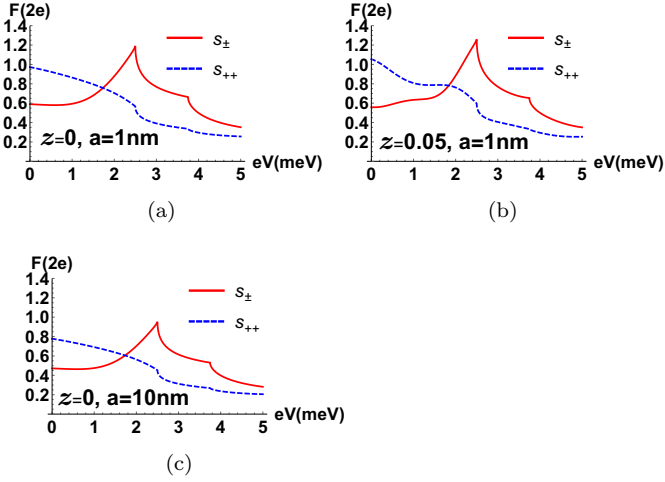 F(2e)
1.4
1.2
1.0
0.8
0.6
0.4
0.2
s±
s++
z=0, a=1nm
0 1 2 3 4 5
eV(meV)
(a)
F(2e)
1.4
1.2
1.0
0.8
0.6
0.4
0.2
s±
s++
z=0.05, a=1nm
0 1 2 3 4 5
eV(meV)
(b)
F(2e)
1.4
1.2
1.0
0.8
0.6
0.4
0.2
s±
s++
z=0, a=10nm
0 1 2 3 4 5
eV(meV)
(c)